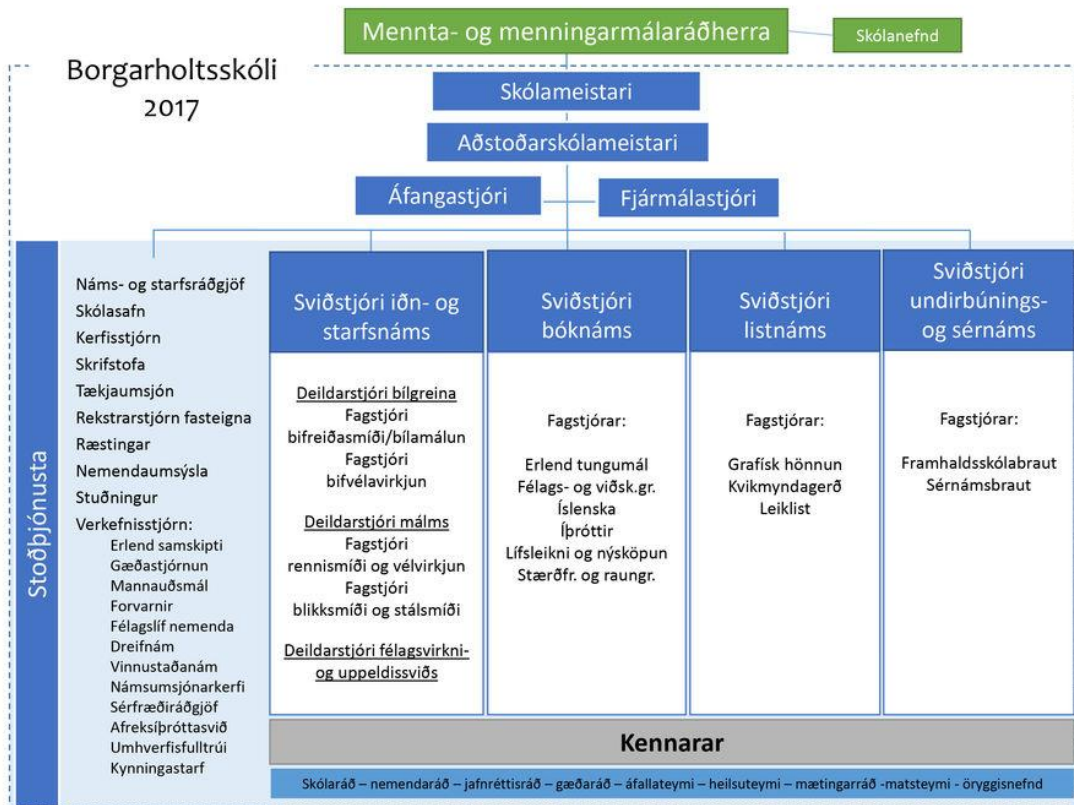 Mennta- og menningarmálaráðherra
Skólanefnd
Borgarholtsskóli
2017
Skólameistari
Aðstoðarskólameistari
Áfangastjóri
Fjármálastjóri
Stoðþjónusta
Náms- og starfsráðgjöf
Skólasafn
Kerfisstjórn
Skrifstofa
Tækjaumsjón
Rekstrarstjórn fasteigna
Ræstingar
Nemendaumsýsla
Stuðningur
Verkefnisstjórn:
Erlend samskipti
Gæðastjórnun
Mannauðsmál
Forvarnir
Félagslíf nemenda
Dreifnám
Vinnustaðanám
Námsumsjónarkerfi
Sérfræðiráðgjöf
Afreksíþróttasvið
Umhverfisfulltrúi
Kynningastarf
Sviðstjóri iðn- og
starfsnáms
Deildarstjóri bílgreina
Fagstjóri
bifreiðasmíði/bílamálun
Fagstjóri
bifvélavirkjun
Deildarstjóri málms
Fagstjóri
rennismíði og vélvirkjun
Fagstjóri
blikksmíði og stálsmíði
Deildarstjóri félagsvirkni-
og uppeldissviðs
Sviðstjóri
bóknáms
Fagstjórar:
Erlend tungumál
Félags- og viðsk.gr.
Íslenska
Íþróttir
Lífsleikni og nýsköpun
Stærðfr. og raungr.
Sviðstjóri
listnáms
Fagstjórar:
Grafísk hönnun
Kvikmyndagerð
Leiklist
Sviðstjóri
undirbúnings-
og sérnáms
Fagstjórar:
Framhaldsskólabraut
Sérnámsbraut
Kennarar
Skólaráð – nemendaráð – jafnréttisráð – gæðaráð – áfallateymi – heilsuteymi – mætingarráð -matsteymi - öryggisnefnd